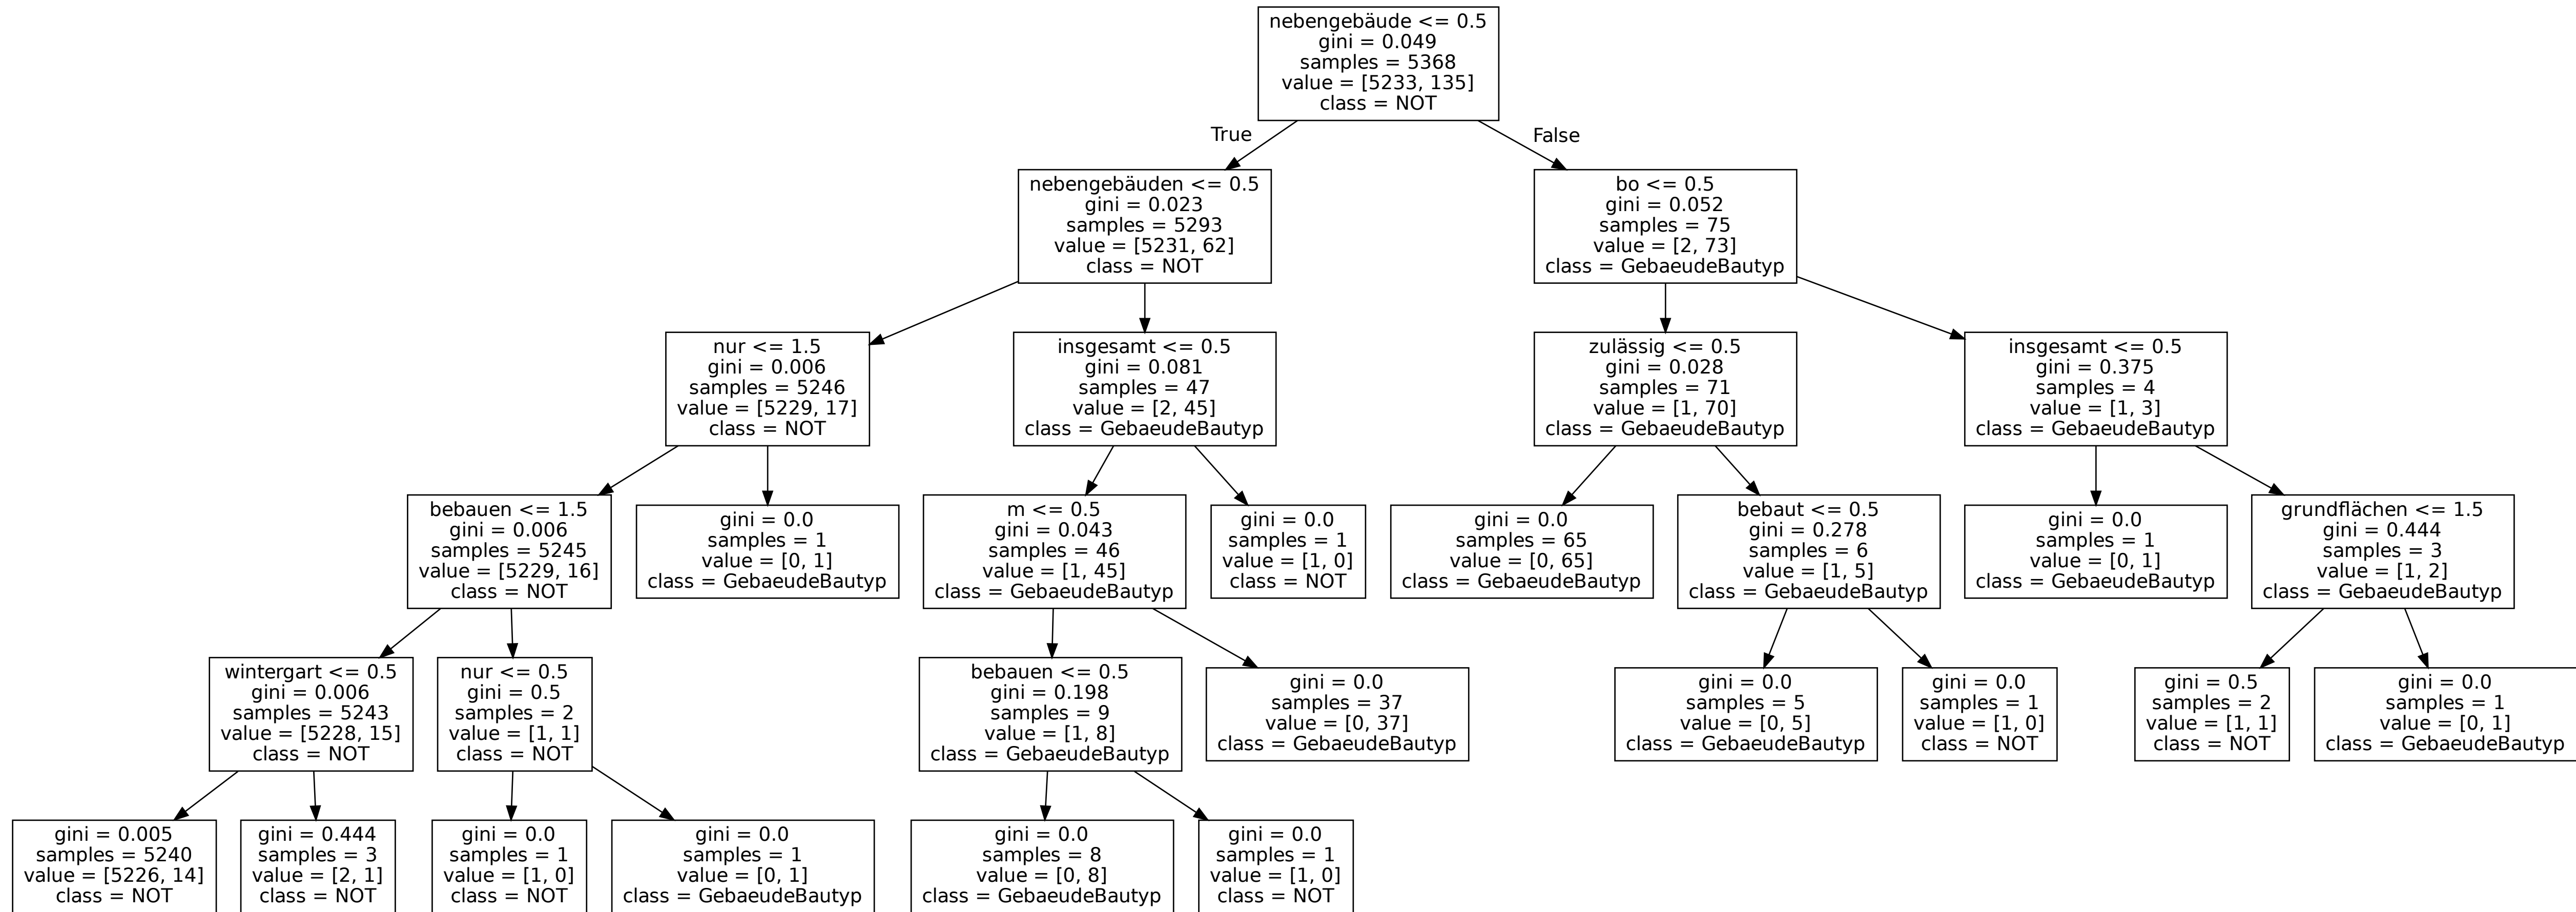 nebengebäude <= 0.5
gini = 0.049
samples = 5368
value = [5233, 135]
class = NOT
True
False
nebengebäuden <= 0.5
gini = 0.023
samples = 5293
value = [5231, 62]
class = NOT
bo <= 0.5
gini = 0.052
samples = 75
value = [2, 73]
class = GebaeudeBautyp
nur <= 1.5
gini = 0.006
samples = 5246
value = [5229, 17]
class = NOT
insgesamt <= 0.5
gini = 0.081
samples = 47
value = [2, 45]
class = GebaeudeBautyp
zulässig <= 0.5
gini = 0.028
samples = 71
value = [1, 70]
class = GebaeudeBautyp
insgesamt <= 0.5
gini = 0.375
samples = 4
value = [1, 3]
class = GebaeudeBautyp
bebauen <= 1.5
gini = 0.006
samples = 5245
value = [5229, 16]
class = NOT
gini = 0.0
samples = 1
value = [0, 1]
class = GebaeudeBautyp
m <= 0.5
gini = 0.043
samples = 46
value = [1, 45]
class = GebaeudeBautyp
gini = 0.0
samples = 1
value = [1, 0]
class = NOT
gini = 0.0
samples = 65
value = [0, 65]
class = GebaeudeBautyp
bebaut <= 0.5
gini = 0.278
samples = 6
value = [1, 5]
class = GebaeudeBautyp
gini = 0.0
samples = 1
value = [0, 1]
class = GebaeudeBautyp
grundflächen <= 1.5
gini = 0.444
samples = 3
value = [1, 2]
class = GebaeudeBautyp
wintergart <= 0.5
gini = 0.006
samples = 5243
value = [5228, 15]
class = NOT
nur <= 0.5
gini = 0.5
samples = 2
value = [1, 1]
class = NOT
bebauen <= 0.5
gini = 0.198
samples = 9
value = [1, 8]
class = GebaeudeBautyp
gini = 0.0
samples = 37
value = [0, 37]
class = GebaeudeBautyp
gini = 0.0
samples = 5
value = [0, 5]
class = GebaeudeBautyp
gini = 0.0
samples = 1
value = [1, 0]
class = NOT
gini = 0.5
samples = 2
value = [1, 1]
class = NOT
gini = 0.0
samples = 1
value = [0, 1]
class = GebaeudeBautyp
gini = 0.005
samples = 5240
value = [5226, 14]
class = NOT
gini = 0.444
samples = 3
value = [2, 1]
class = NOT
gini = 0.0
samples = 1
value = [1, 0]
class = NOT
gini = 0.0
samples = 1
value = [0, 1]
class = GebaeudeBautyp
gini = 0.0
samples = 8
value = [0, 8]
class = GebaeudeBautyp
gini = 0.0
samples = 1
value = [1, 0]
class = NOT